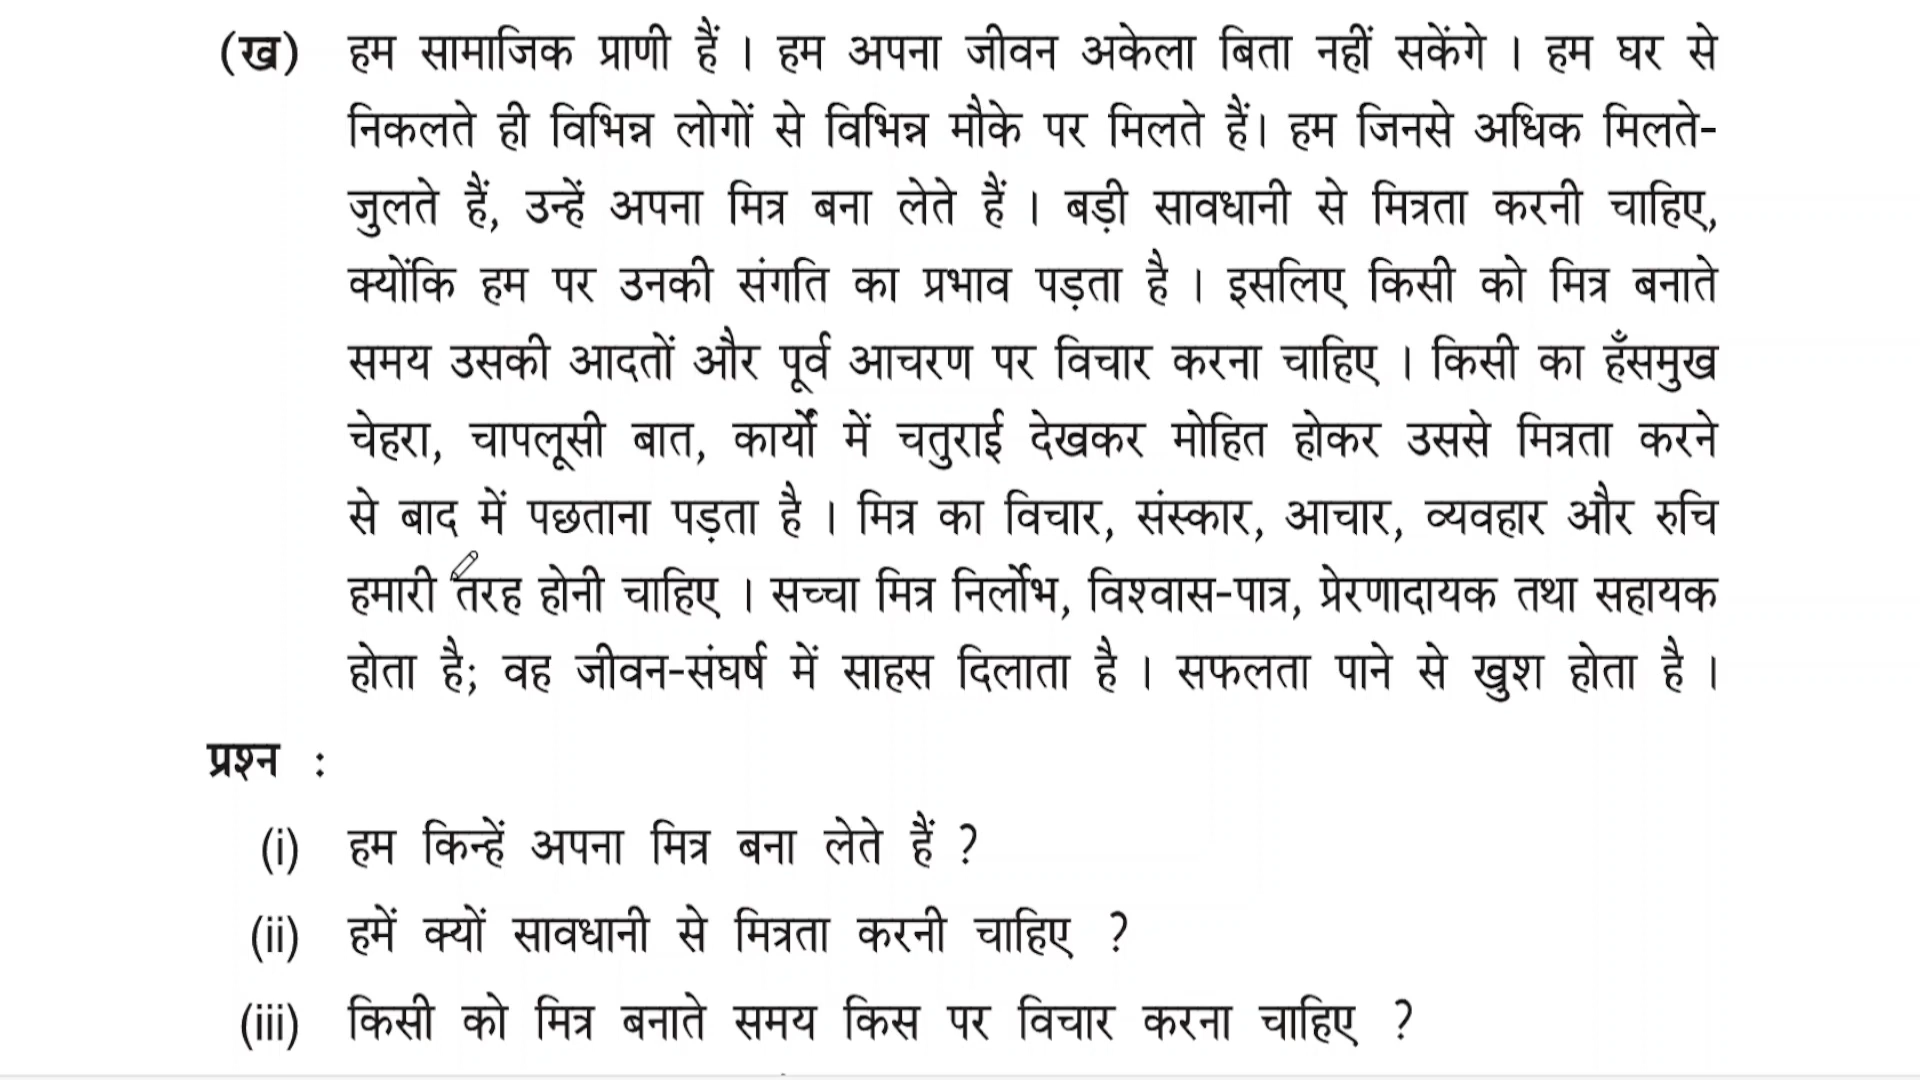 (ख) हम सामाजिक प्राणी हैं । हम अपना जीवन अकेला बिता नहीं सकेंगे । हम घर से
निकलते ही विभिन्न लोगों से विभिन्न मौके पर मिलते हैं। हम जिनसे अधिक मिलते-
जुलते हैं, उन्हें अपना मित्र बना लेते हैं । बड़ी सावधानी से मित्रता करनी चाहिए,
क्योंकि हम पर उनकी संगति का प्रभाव पड़ता है । इसलिए किसी को मित्र बनाते
समय उसकी आदतों और पूर्व आचरण पर विचार करना चाहिए । किसी का हँसमुख
चेहरा, चापलूसी बात, कार्यों में चतुराई देखकर मोहित होकर उससे मित्रता करने
से बाद में पछताना पड़ता है । मित्र का विचार, संस्कार, आचार, व्यवहार और रुचि
हमारी तरह होनी चाहिए । सच्चा मित्र निर्लोभ, विश्वास-पात्र, प्रेरणादायक तथा सहायक
होता है; वह जीवन-संघर्ष में साहस दिलाता है । सफलता पाने से खुश होता है ।
प्रश्न :
(i) हम किन्हें अपना मित्र बना लेते हैं ?
(ii) हमें क्यों सावधानी से मित्रता करनी चाहिए ?
(iii) किसी को मित्र बनाते समय किस पर विचार करना चाहिए ?